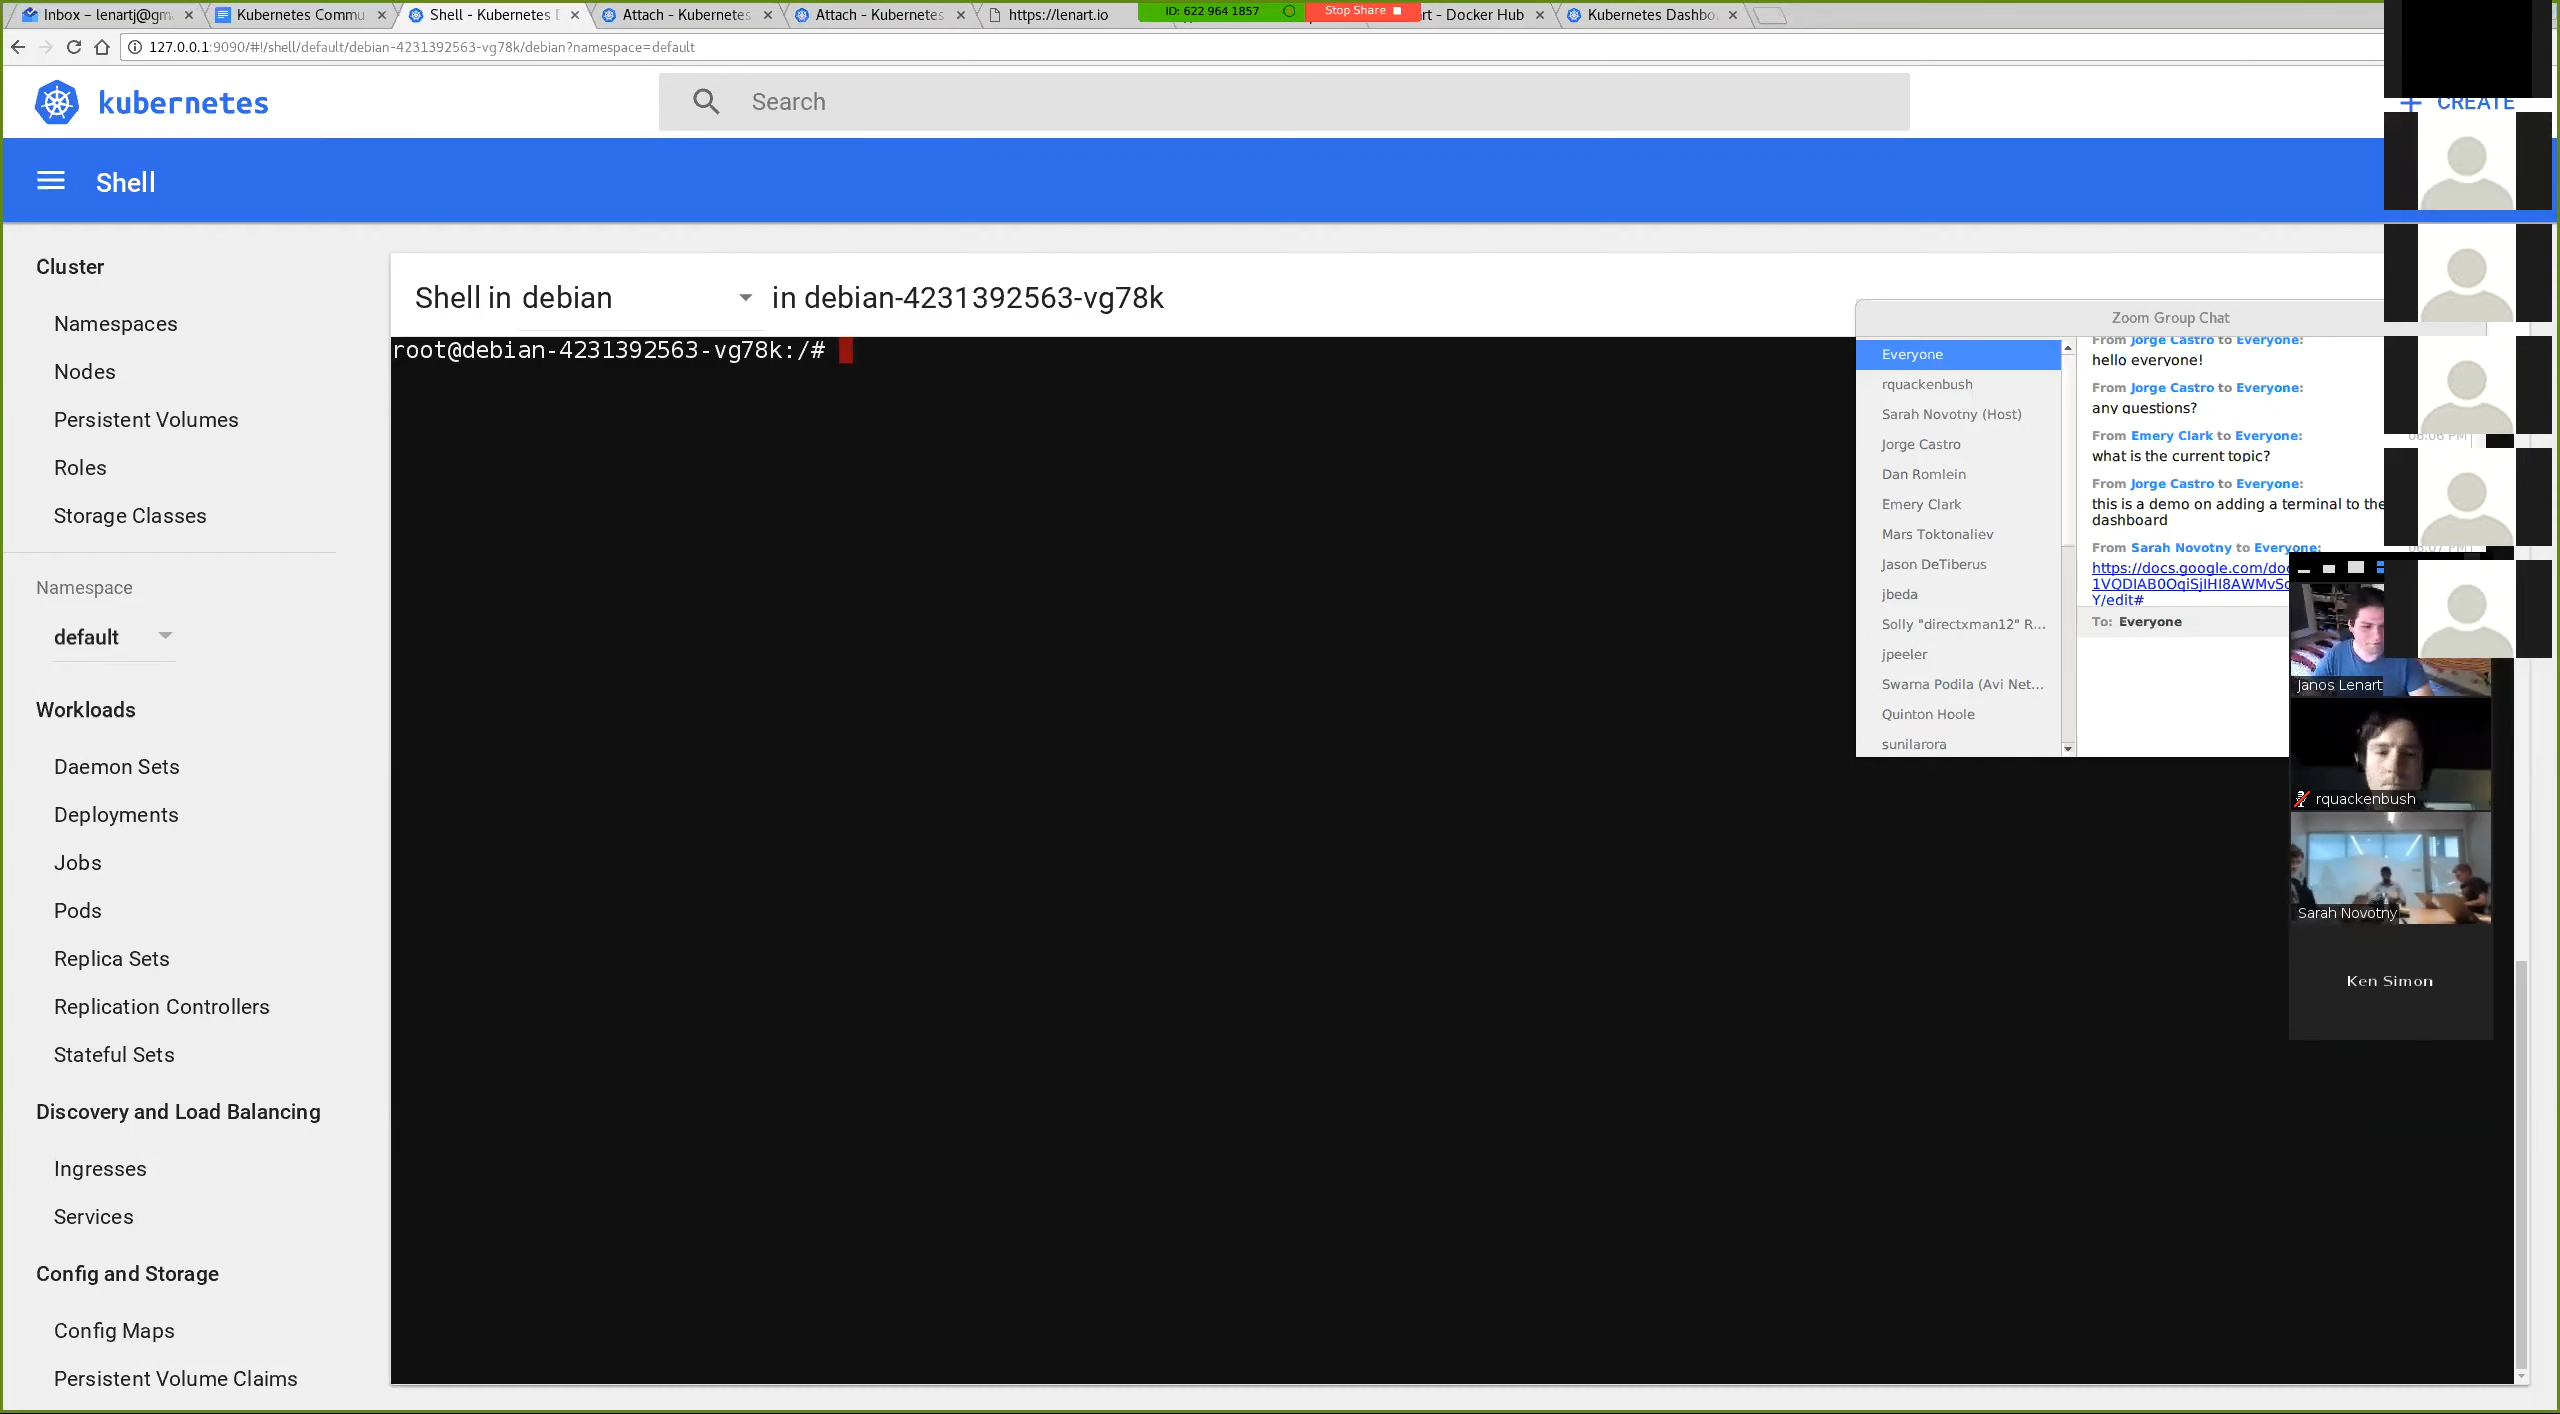 Inbox – lenartj@gm
Kubernetes Commu
Shell - Kubernetes D
Attach - Kubernetes
Attach - Kubernetes
https://lenart.io
ID: 622 964 1857
Stop Share
rt - Docker Hub
Kubernetes Dashbo
127.0.0.1:9090/#!/shell/default/debian-4231392563-vg78k/debian?namespace=default
kubernetes
Search
CREATE
Shell
Cluster
Namespaces
Nodes
Persistent Volumes
Roles
Storage Classes
Namespace
default
Workloads
Daemon Sets
Deployments
Jobs
Pods
Replica Sets
Replication Controllers
Stateful Sets
Discovery and Load Balancing
Ingresses
Services
Config and Storage
Config Maps
Persistent Volume Claims
Shell in debian in debian-4231392563-vg78k
root@debian-4231392563-vg78k:/#
Zoom Group Chat
Everyone
rquackenbush
Sarah Novotny (Host)
Jorge Castro
Dan Romlein
Emery Clark
Mars Toktonaliev
Jason DeTiberus
jbeda
Solly "directxman12" R...
jpeeler
Swarna Podila (Avi Net...
Quinton Hoole
sunilarora
From Jorge Castro to Everyone:
hello everyone!
From Jorge Castro to Everyone:
any questions?
From Emery Clark to Everyone: 06:06 PM
what is the current topic?
From Jorge Castro to Everyone:
this is a demo on adding a terminal to the
dashboard
From Sarah Novotny to Everyone: 06:07 PM
https://docs.google.com/doc
Y/edit#
To: Everyone
Janos Lenart
rquackenbush
Sarah Novotny
Ken Simon